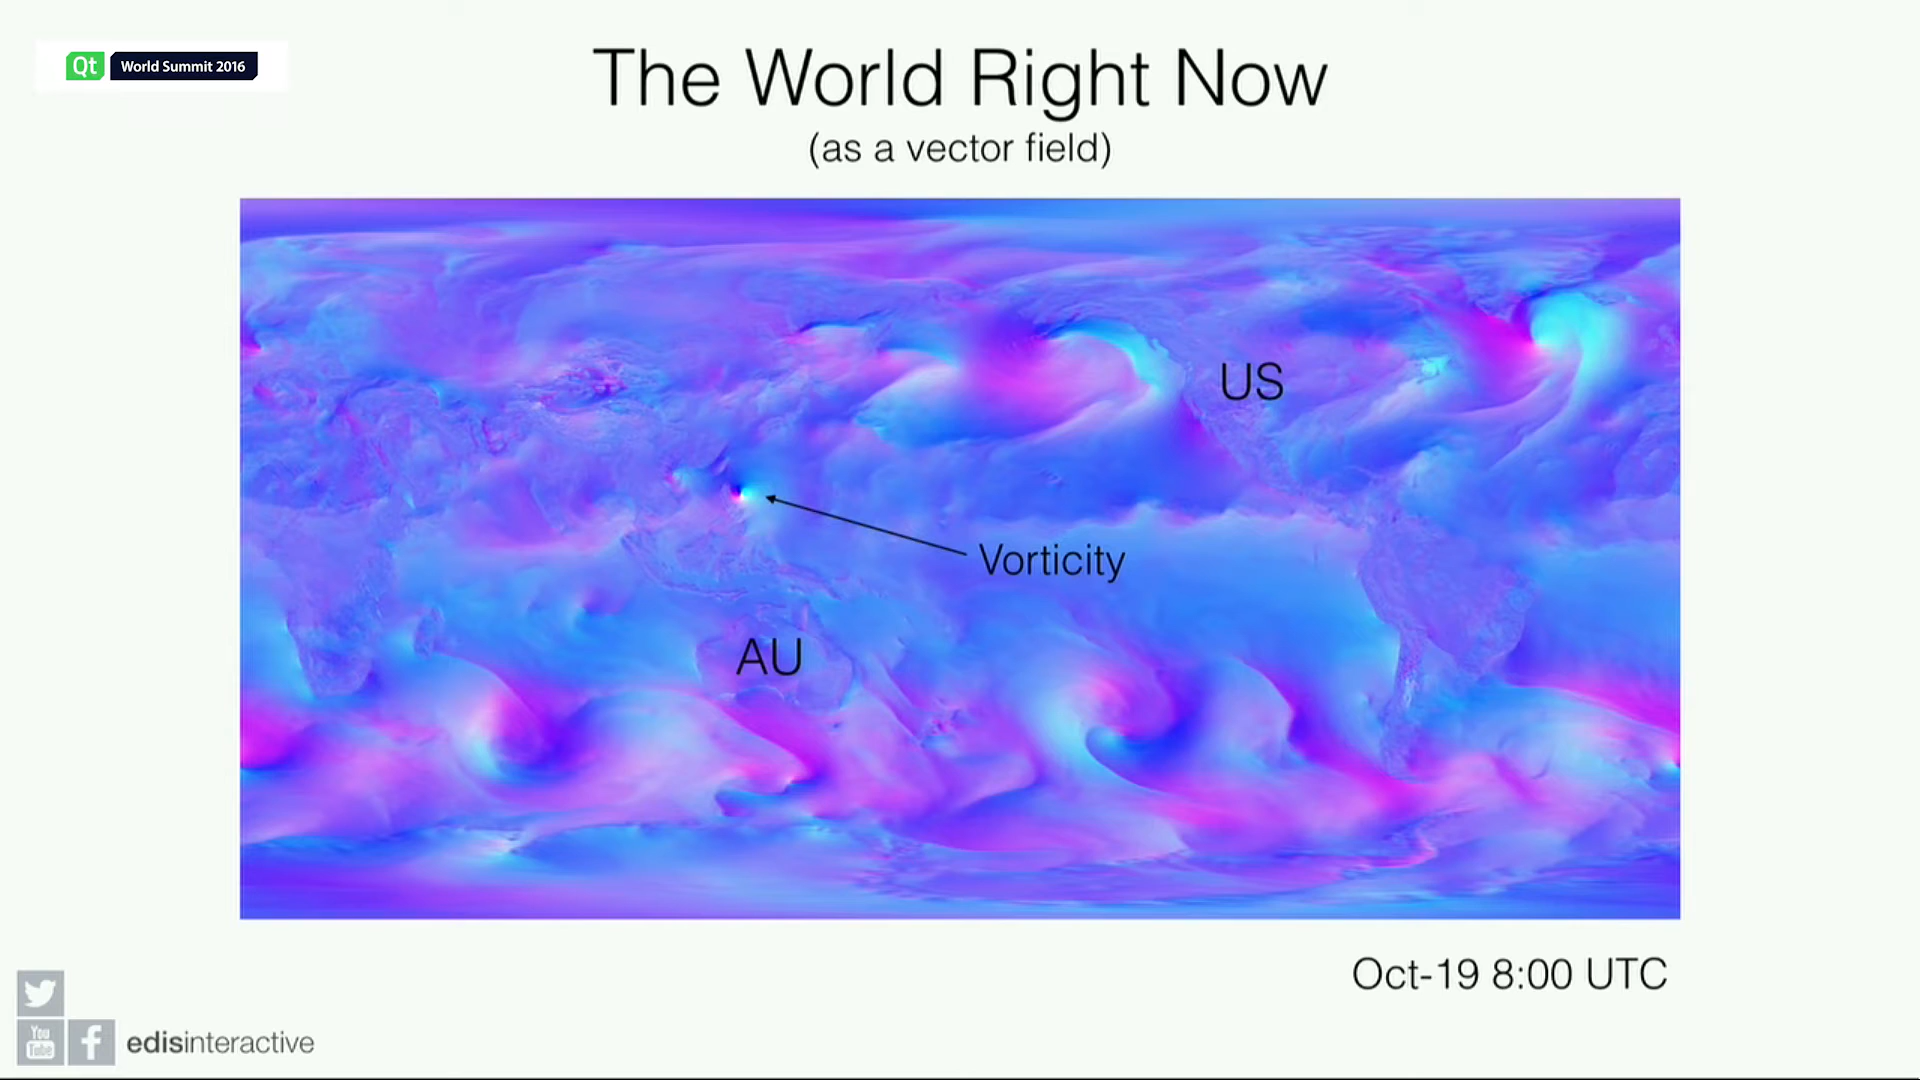 Qt World Summit 2016
The World Right Now
(as a vector field)
US
Vorticity
AU
Oct-19 8:00 UTC
You
Tube
f edisinteractive